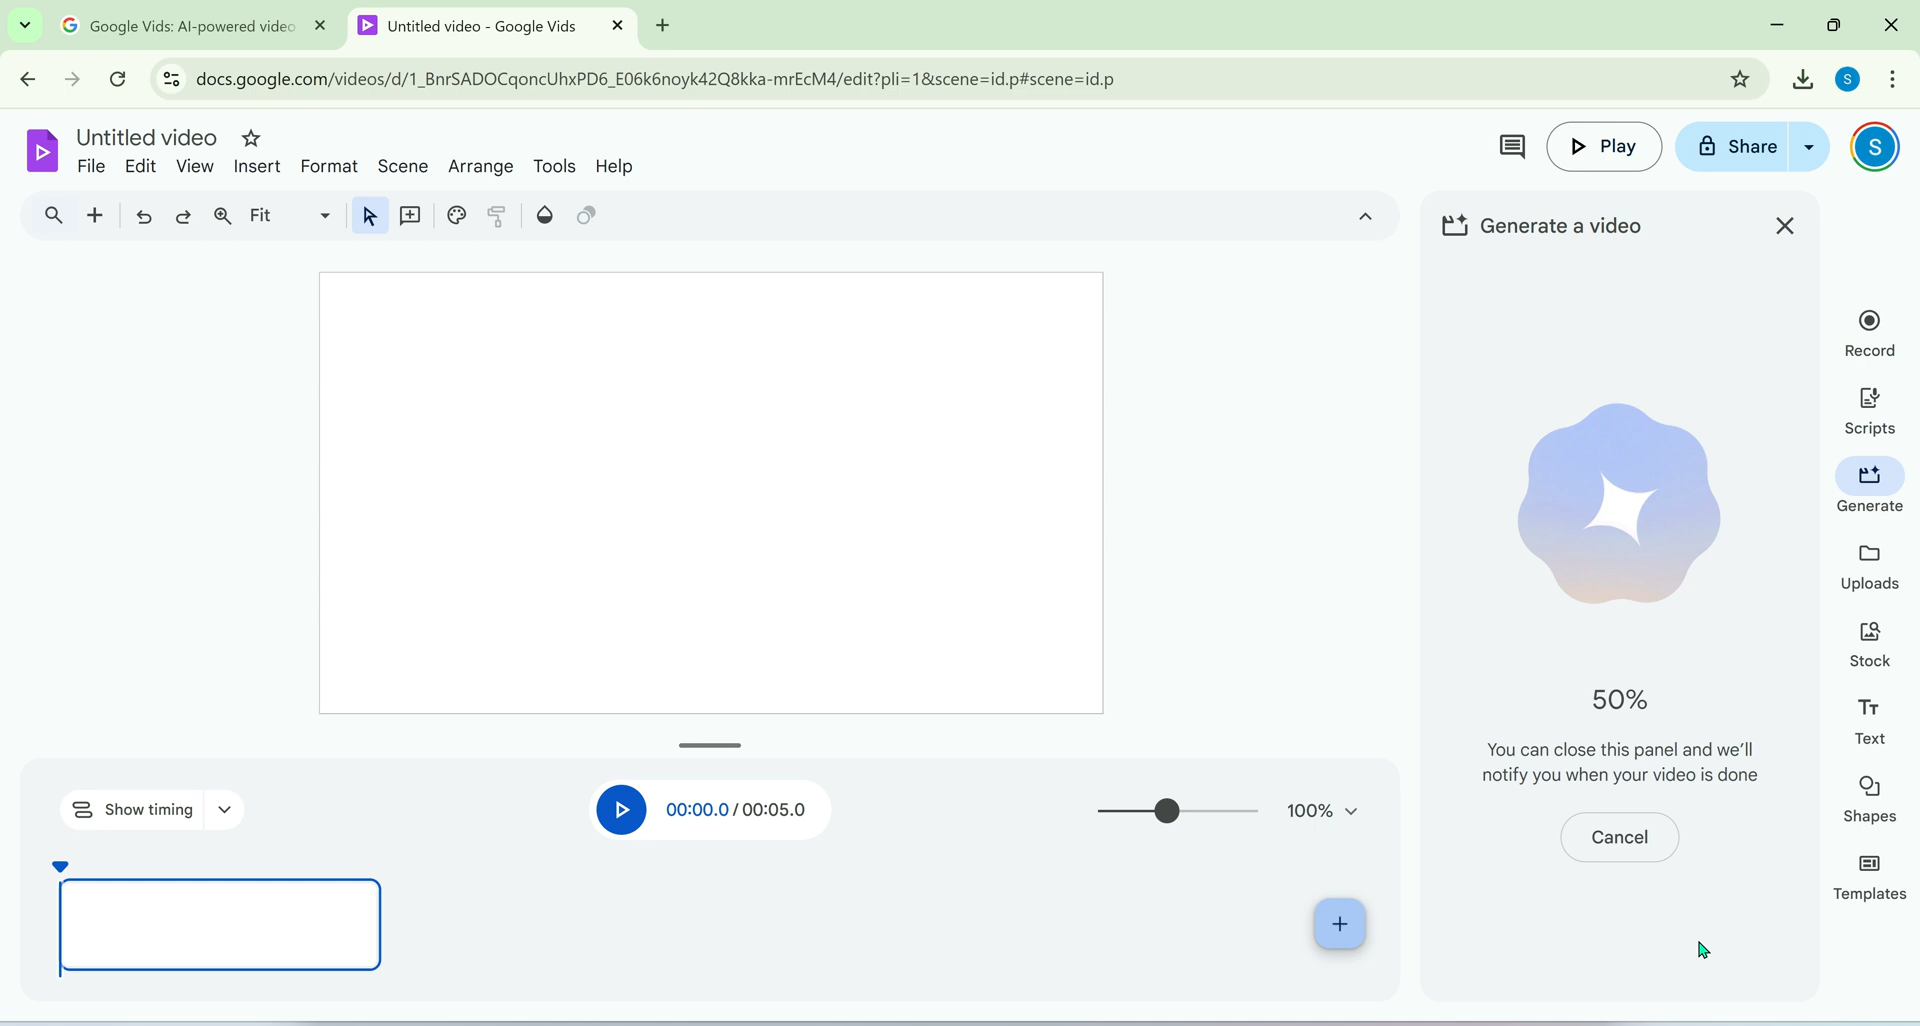 Google Vids: AI-powered video
Untitled video - Google Vids
docs.google.com/videos/d/1_BnrSADOCqoncUhxPD6_E06k6noyk42Q8kka-mrEcM4/edit?pli=1&scene=id.p#scene=id.p
S
Untitled video
File Edit View Insert Format Scene Arrange Tools Help
Play
Share
S
Fit
Generate a video
Record
Scripts
Generate
Uploads
Stock
Text
Shapes
Templates
50%
You can close this panel and we'll
notify you when your video is done
Cancel
Show timing
00:00.0 / 00:05.0
100%